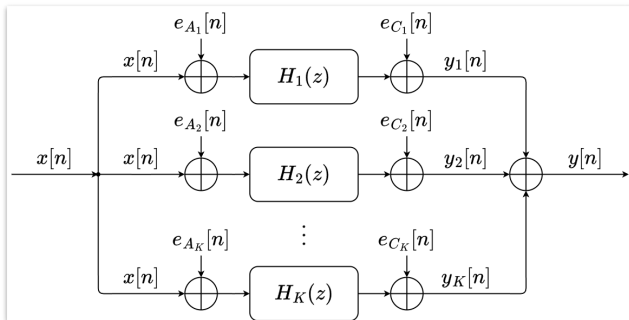 e_{A_1}[n] e_{C_1}[n]
x[n] H_1(z) y_1[n]
e_{A_2}[n] e_{C_2}[n]
x[n] x[n] H_2(z) y_2[n] y[n]
⋮
e_{A_K}[n] e_{C_K}[n]
x[n] H_K(z) y_K[n]